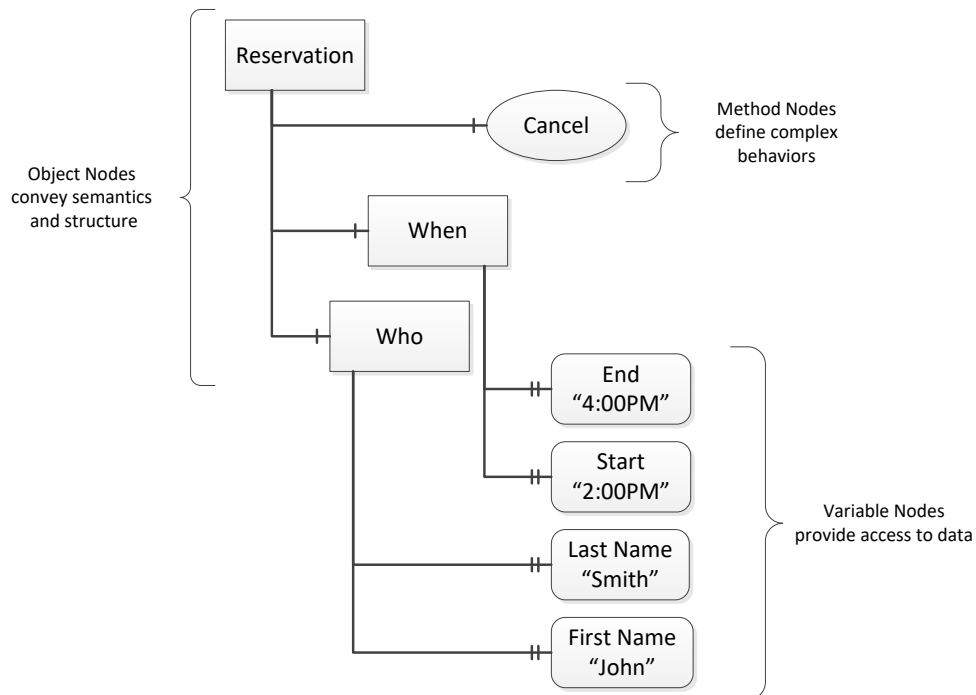 Reservation
Cancel
Method Nodes
define complex
behaviors
Object Nodes
convey semantics
and structure
When
Who
End
“4:00PM”
Start
“2:00PM”
Variable Nodes
provide access to data
Last Name
“Smith”
First Name
“John”